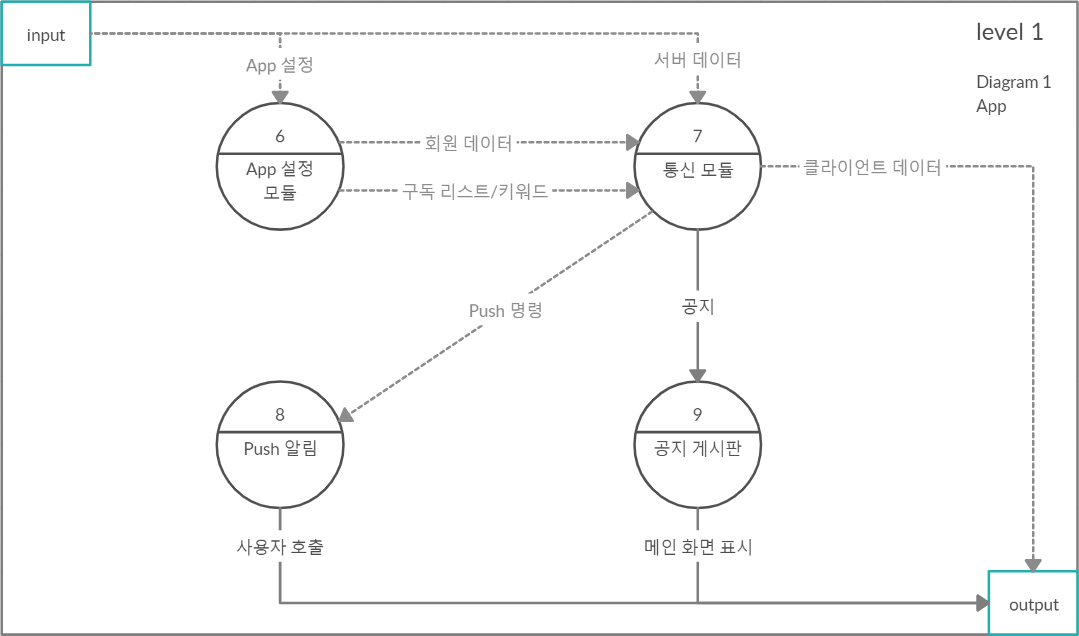 input
level 1
Diagram 1
App
App 설정
서버 데이터
6
App 설정
모듈
회원 데이터
구독 리스트/키워드
7
통신 모듈
클라이언트 데이터
Push 명령
공지
8
Push 알림
9
공지 게시판
사용자 호출
메인 화면 표시
output